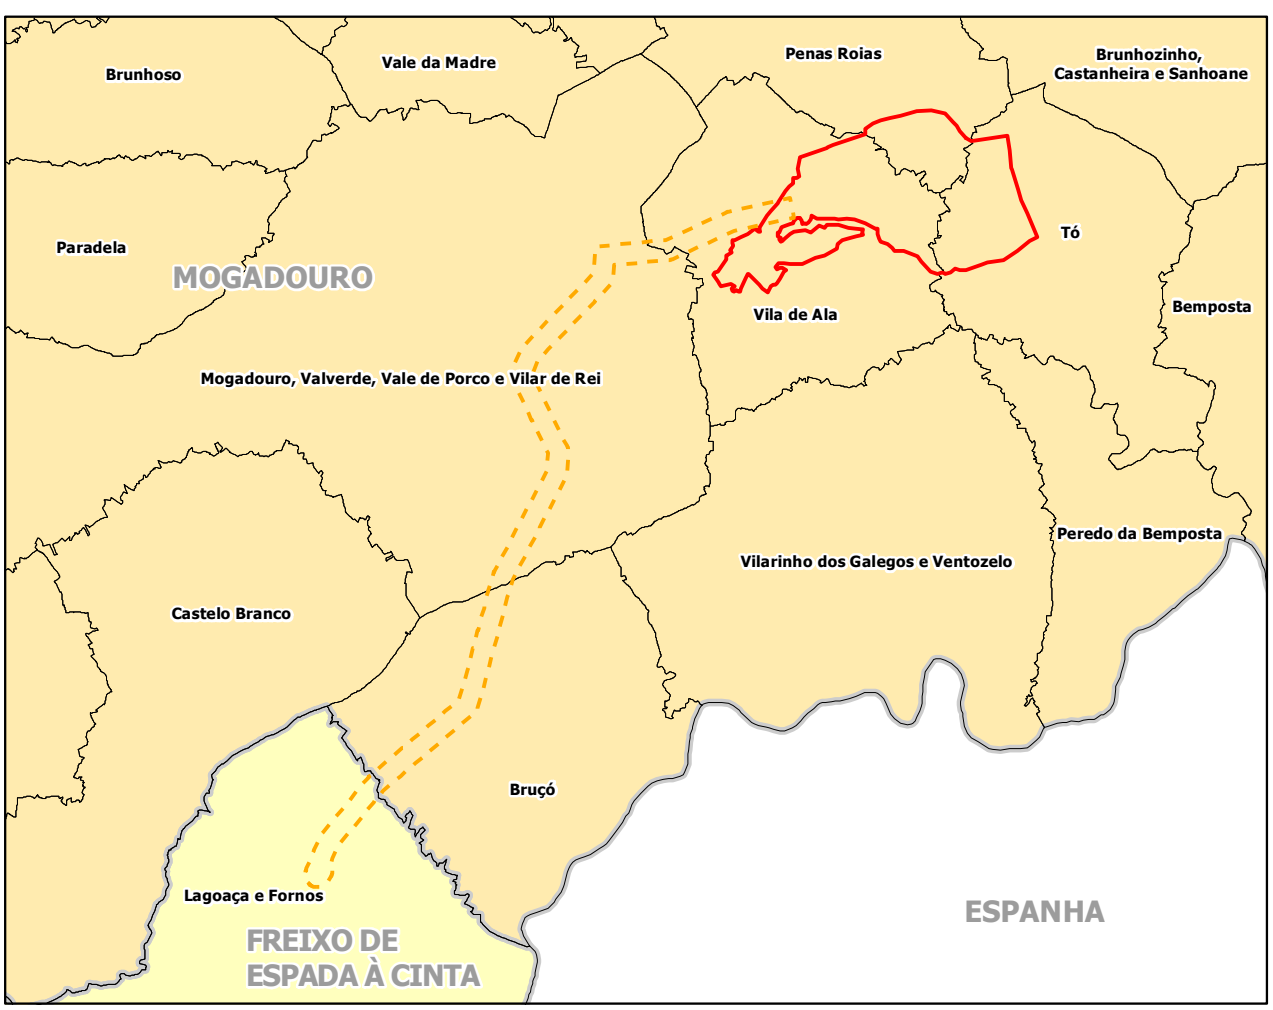 Penas Roias
Brunhozinho,
Castanheira e Sanhoane
Vale da Madre
Brunhoso
Tó
Paradela
MOGADOURO
Bemposta
Vila de Ala
Mogadouro, Valverde, Vale de Porco e Vilar de Rei
Peredo da Bemposta
Vilarinho dos Galegos e Ventozelo
Castelo Branco
Bruçó
Lagoaça e Fornos
ESPANHA
FREIXO DE
ESPADA À CINTA